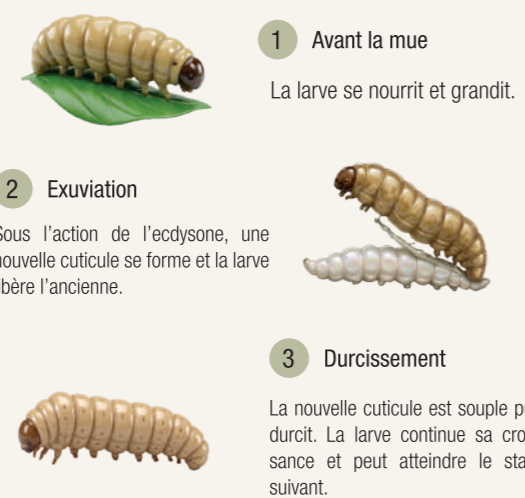 1 Avant la mue
La larve se nourrit et grandit.
2 Exuviation
Sous l'action de l'ecdysone, une
nouvelle cuticule se forme et la larve
libère l'ancienne.
3 Durcissement
La nouvelle cuticule est souple
durcit. La larve continue sa
sance et peut atteindre le
suivant.